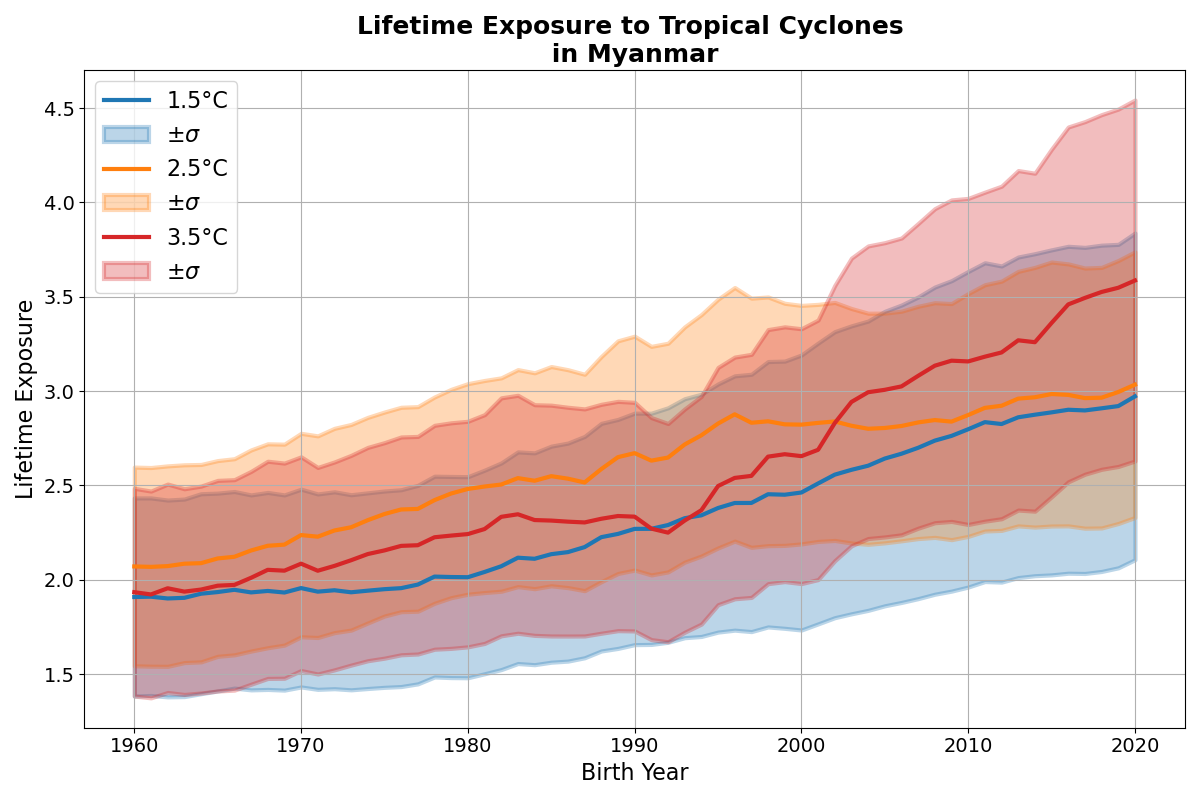 Lifetime Exposure to Tropical Cyclones
in Myanmar
1.5°C
±σ
2.5°C
±σ
3.5°C
±σ
Lifetime Exposure
4.5
4.0
3.5
3.0
2.5
2.0
1.5
1960 1970 1980 1990 2000 2010 2020
Birth Year